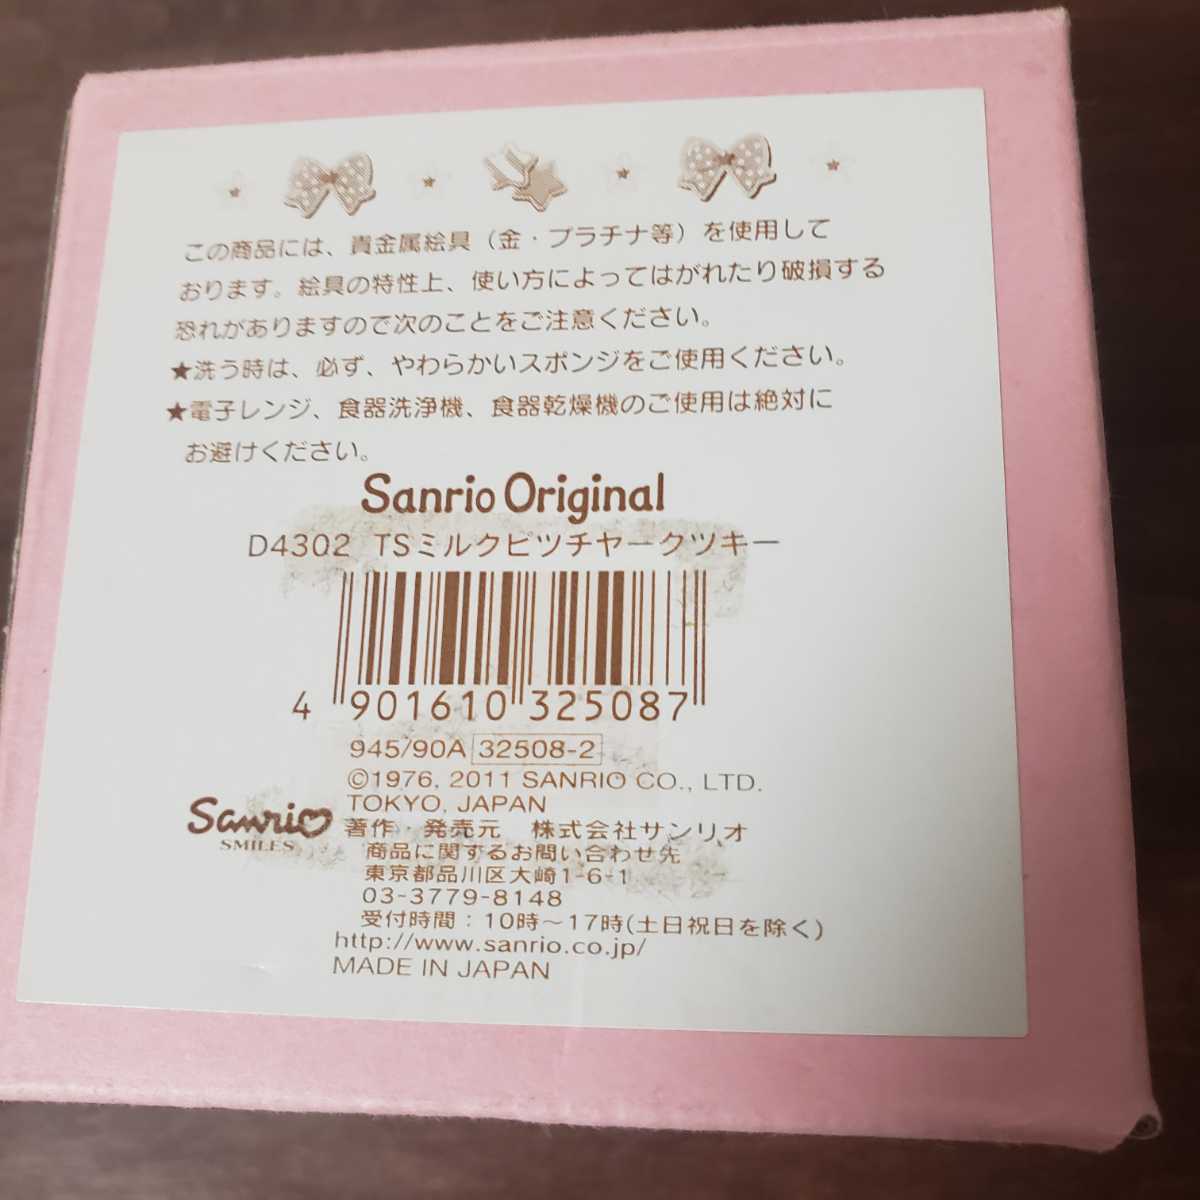 この商品には、貴金属絵具（金・プラチナ等）を使用して
おります。絵具の特性上、使い方によってはがれたり破損する
恐れがありますので次のことをご注意ください。
★洗う時は、必ず、やわらかいスポンジをご使用ください。
★電子レンジ、食器洗浄機、食器乾燥機のご使用は絶対に
お避けください。
Sanrio Original
D4302 TSミルクピツチヤークツキー
4 901610 325087
945/90A 32508-2
©1976, 2011 SANRIO CO., LTD.
TOKYO, JAPAN
Sanrio
SMILES
著作・発売元 株式会社サンリオ
商品に関するお問い合わせ先
東京都品川区大崎1-6-1
03-3779-8148
受付時間：10時～17時(土日祝日を除く)
http://www.sanrio.co.jp/
MADE IN JAPAN